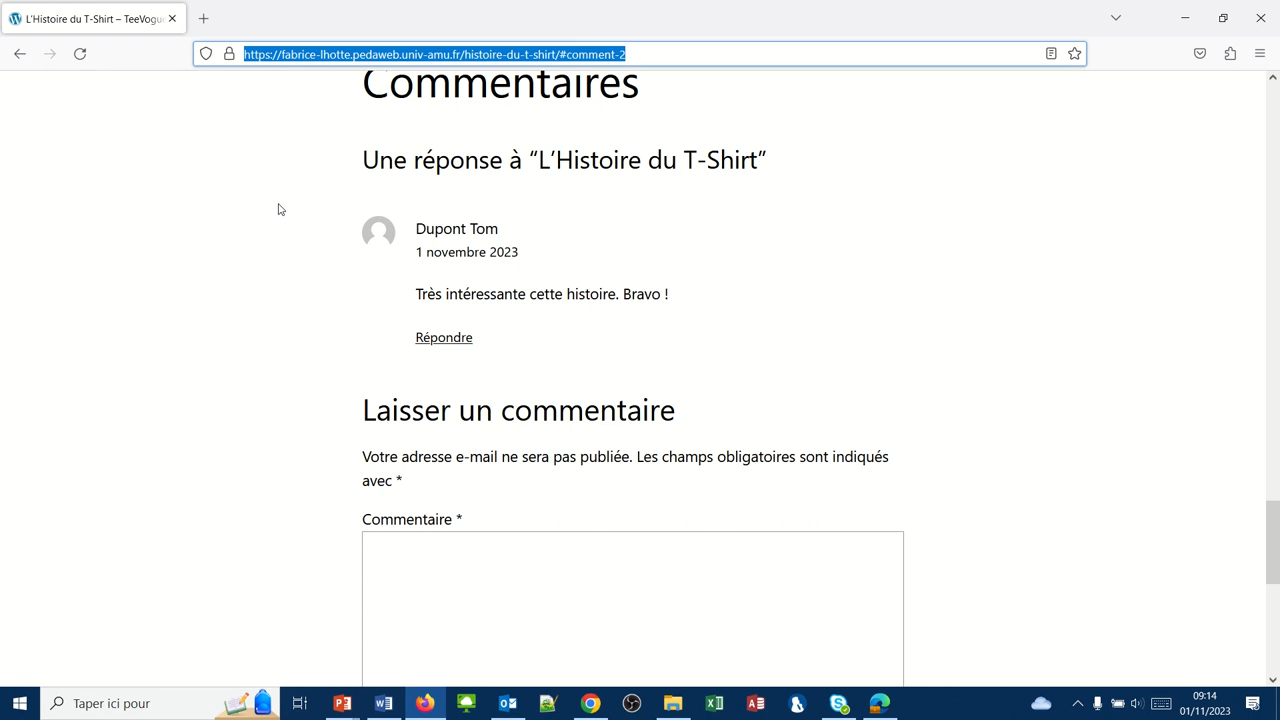 L'Histoire du T-Shirt – TeeVogue
https://fabrice-lhotte.pedaweb.univ-amu.fr/histoire-du-t-shirt/#comment-2
Commentaires
Une réponse à “L’Histoire du T-Shirt”
Dupont Tom
1 novembre 2023
Très intéressante cette histoire. Bravo !
Répondre
Laisser un commentaire
Votre adresse e-mail ne sera pas publiée. Les champs obligatoires sont indiqués
avec *
Commentaire *
Taper ici pour
09:14
01/11/2023